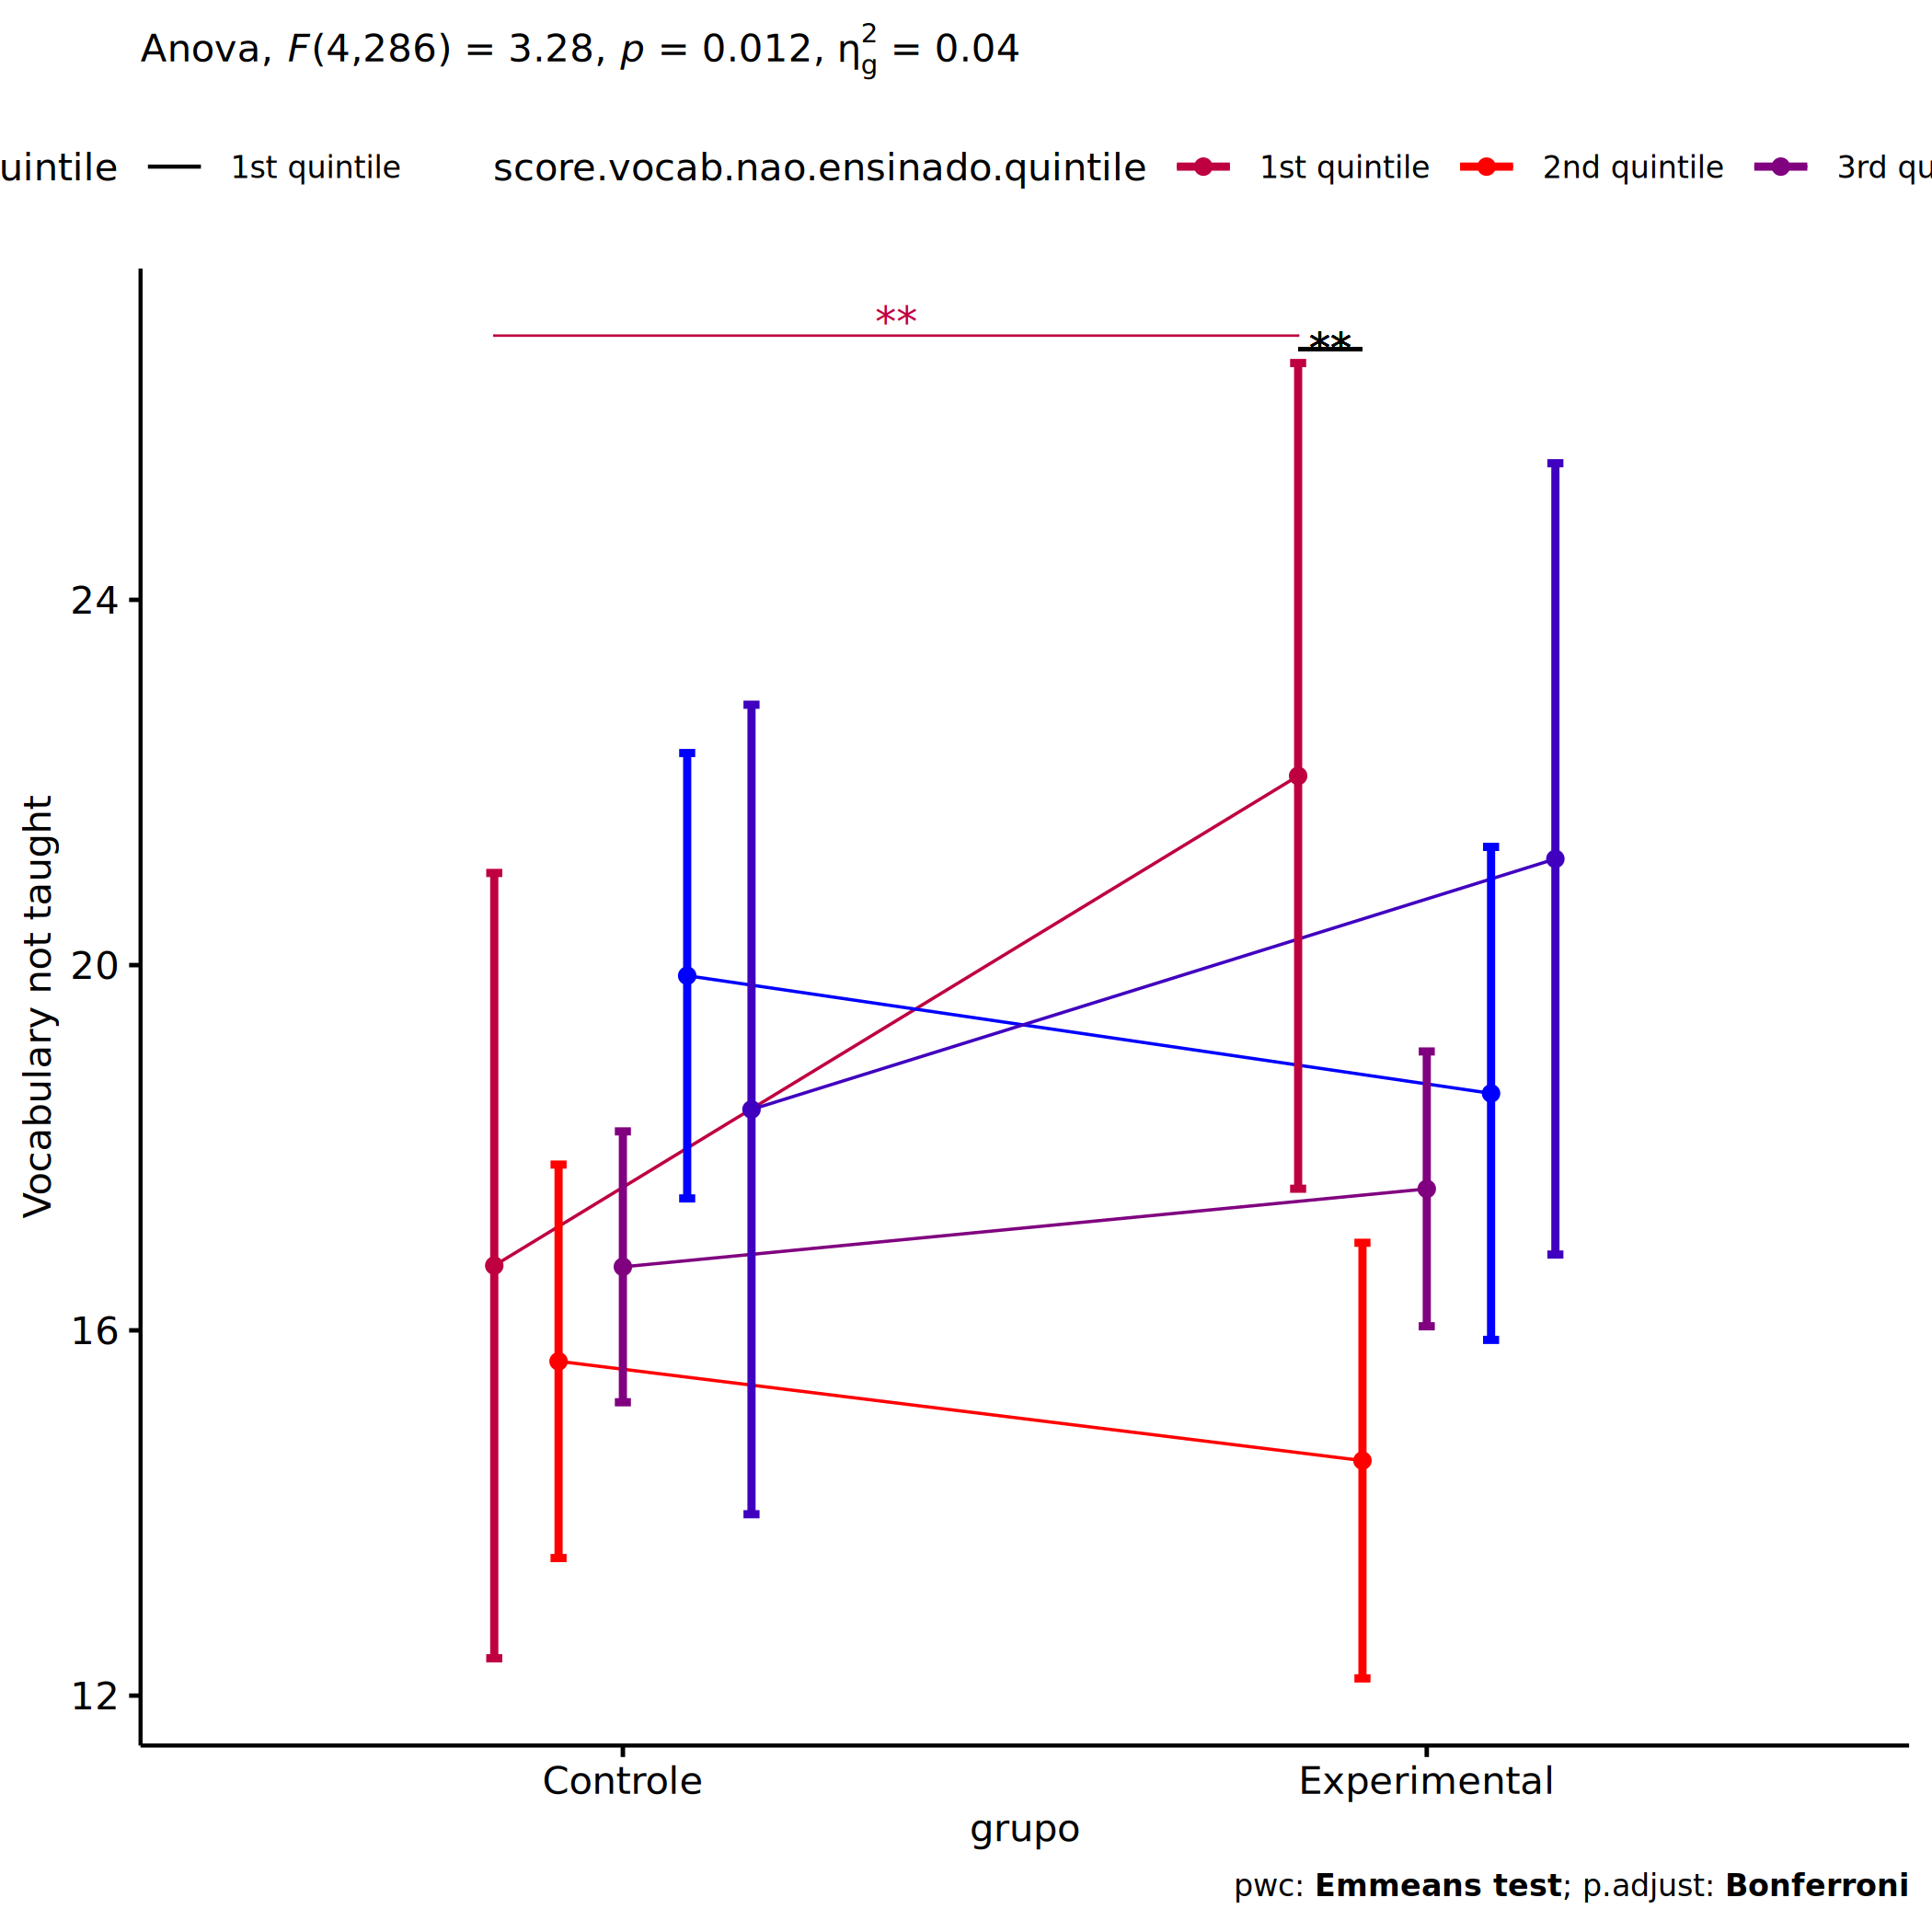 Anova, F(4,286) = 3.28, p = 0.012, η²g = 0.04
uintile 1st quintile score.vocab.nao.ensinado.quintile 1st quintile 2nd quintile 3rd qu
**
**
24
20
16
12
Vocabulary not taught
Controle Experimental
grupo
pwc: Emmeans test; p.adjust: Bonferroni